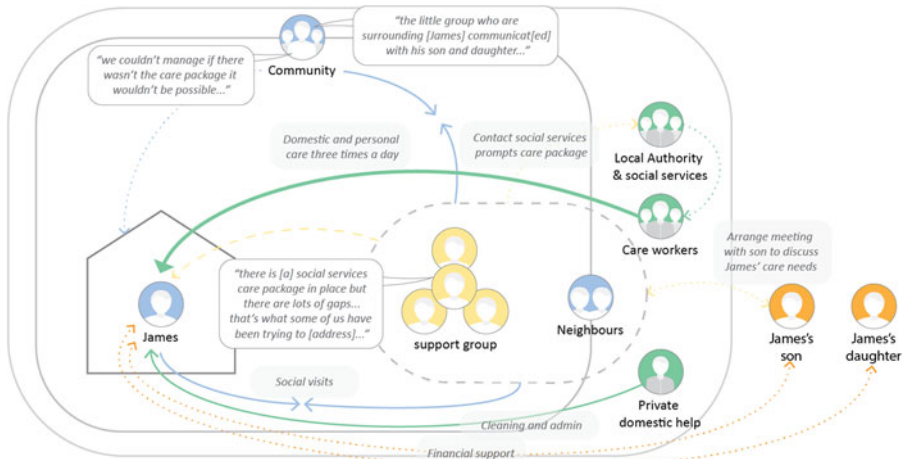 "the little group who are
surrounding [James] communicat[ed]
with his son and daughter..."
"we couldn't manage if there
wasn't the care package it
wouldn't be possible..."
Community
Domestic and personal
care three times a day
Contact social services
prompts care package
Local Authority
& social services
Care workers
Arrange meeting
with son to discuss
James' care needs
"there is [a] social services
care package in place but
there are lots of gaps...
that's what some of us have
been trying to [address]..."
James
support group
Neighbours
James's
son
James's
daughter
Social visits
Private
domestic help
Cleaning and admin
Financial support